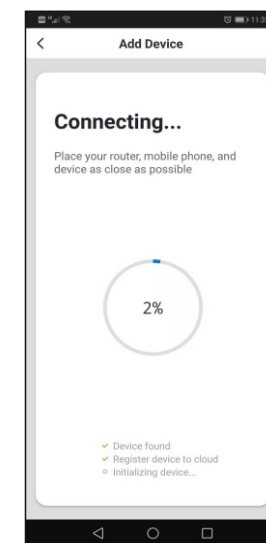 Add Device
Connecting...
Place your router, mobile phone, and
device as close as possible
2%
Device found
Register device to cloud
Initializing device...